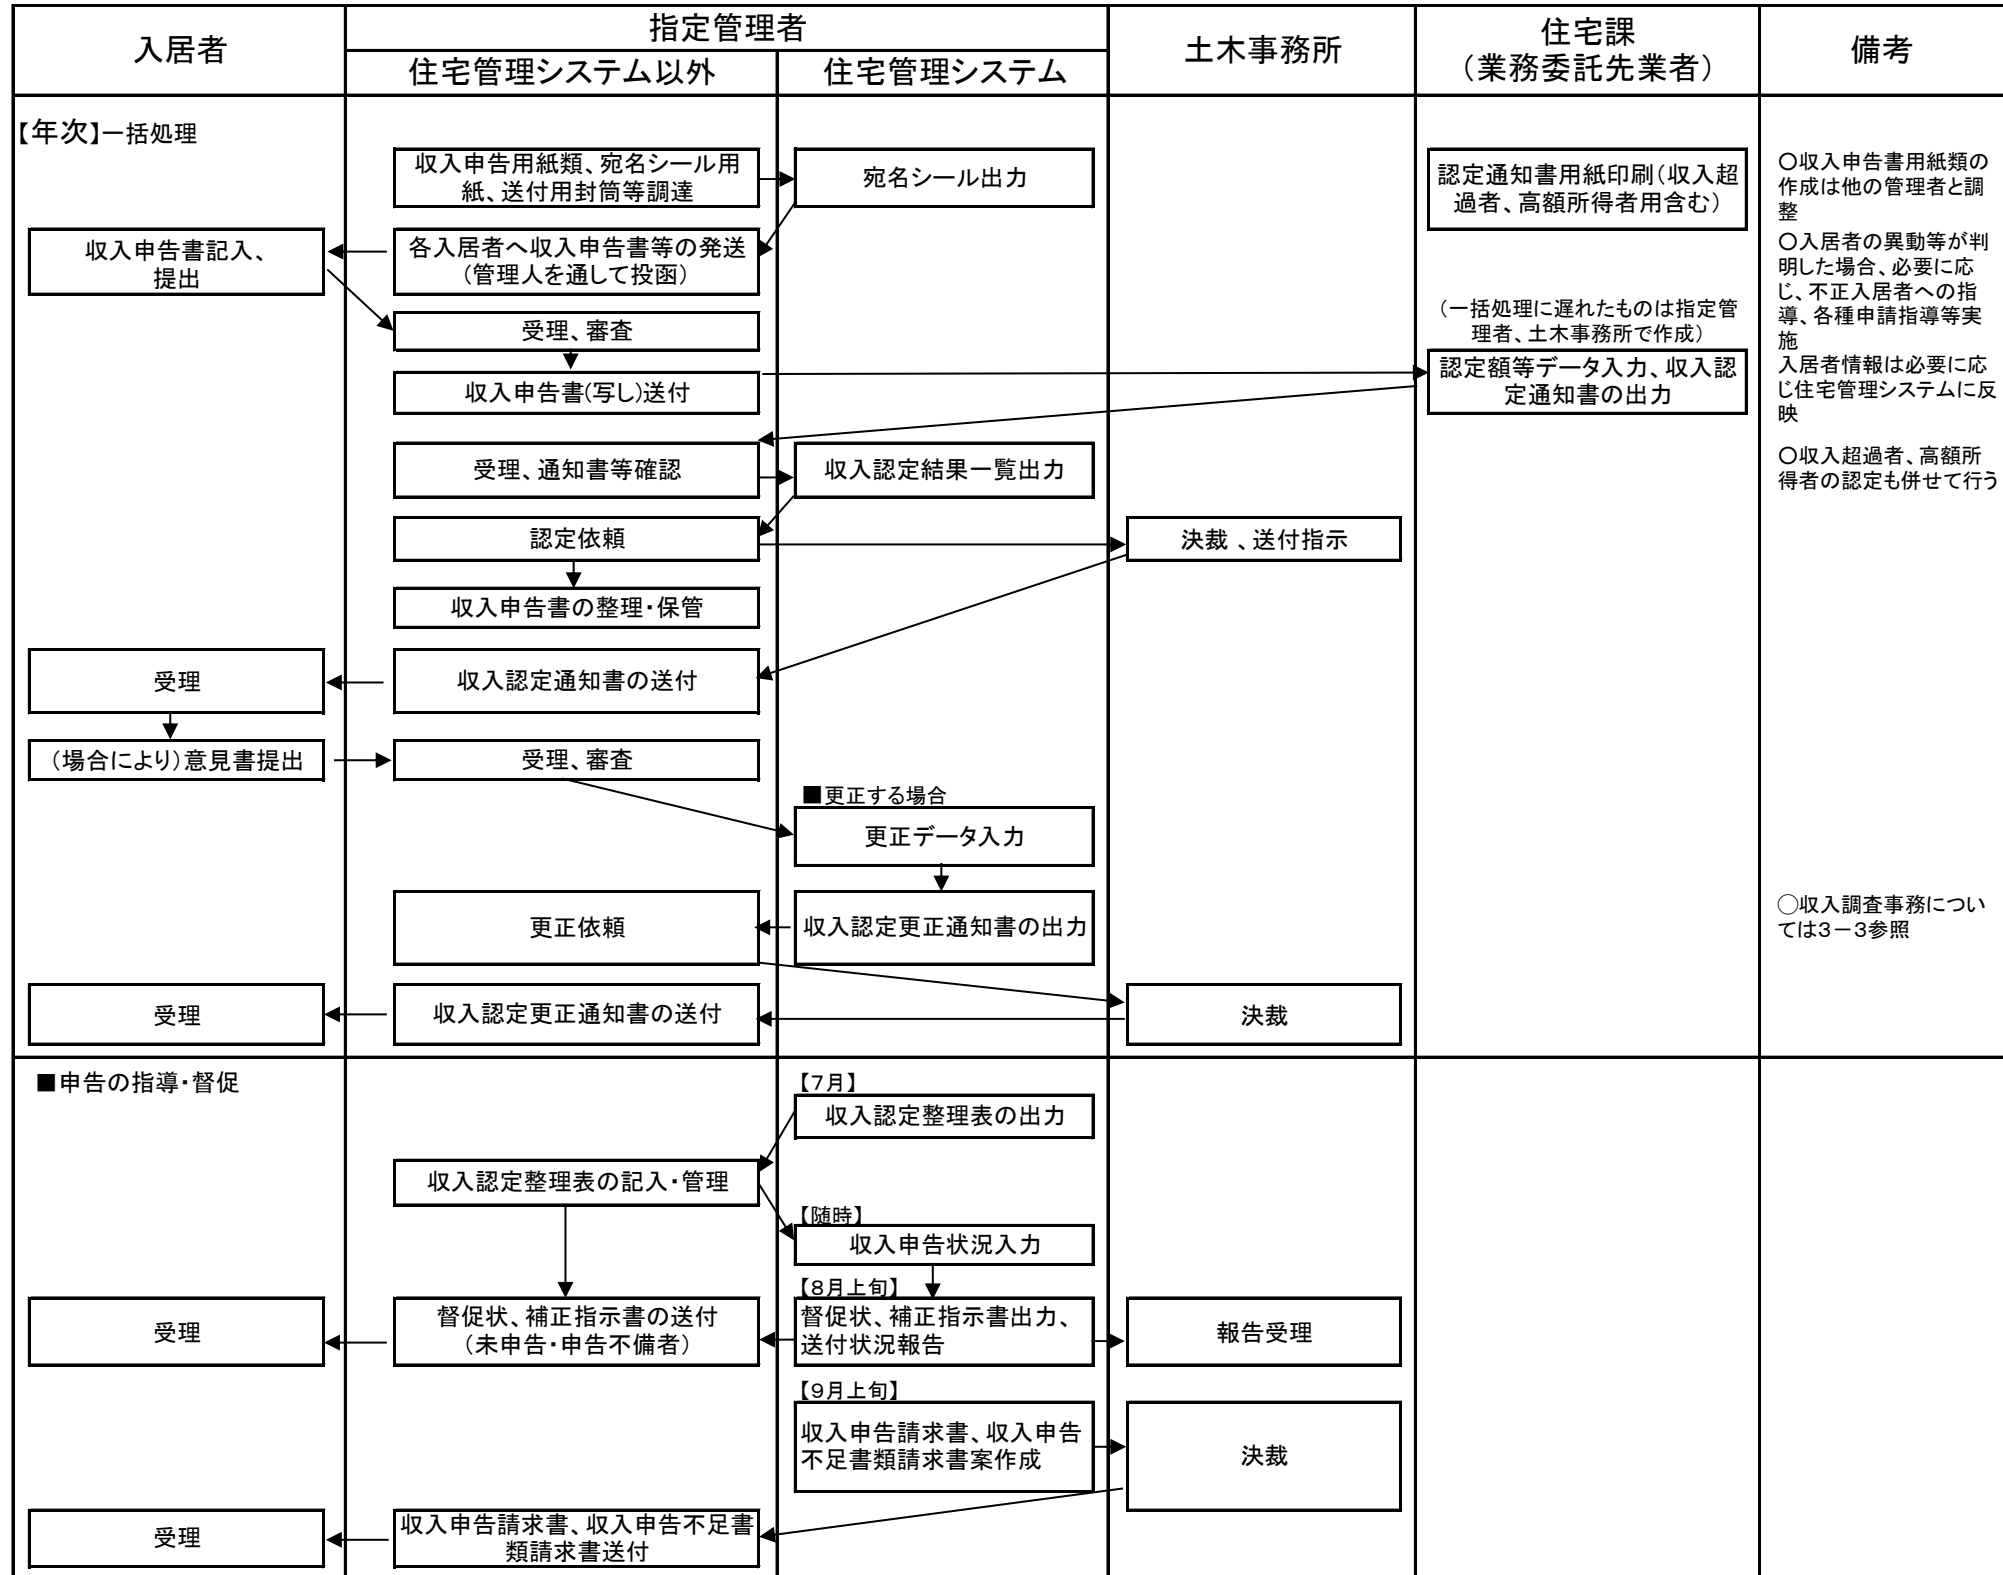 入居者
指定管理者
住宅管理システム以外
住宅管理システム
土木事務所
住宅課
（業務委託先業者）
備考
【年次】一括処理
収入申告用紙類、宛名シール用
紙、送付用封筒等調達
宛名シール出力
認定通知書用紙印刷（収入超
過者、高額所得者用含む）
○収入申告書用紙類の
作成は他の管理者と調
整
収入申告書記入、
提出
各入居者へ収入申告書等の発送
（管理人を通して投函）
○入居者の異動等が判
明した場合、必要に応
じ、不正入居者への指
導、各種申請指導等実
施
入居者情報は必要に応
じ住宅管理システムに反
映
受理、審査
（一括処理に遅れたものは指定管
理者、土木事務所で作成）
収入申告書（写し）送付
認定額等データ入力、収入認
定通知書の出力
受理、通知書等確認
収入認定結果一覧出力
○収入超過者、高額所
得者の認定も併せて行う
認定依頼
決裁 、送付指示
収入申告書の整理・保管
受理
収入認定通知書の送付
（場合により）意見書提出
受理、審査
■更正する場合
更正データ入力
更正依頼
収入認定更正通知書の出力
○収入調査事務につい
ては３－３参照
受理
収入認定更正通知書の送付
決裁
■申告の指導・督促
【７月】
収入認定整理表の出力
収入認定整理表の記入・管理
【随時】
収入申告状況入力
【８月上旬】
受理
督促状、補正指示書の送付
（未申告・申告不備者）
督促状、補正指示書出力、
送付状況報告
報告受理
【９月上旬】
収入申告請求書、収入申告
不足書類請求書案作成
決裁
受理
収入申告請求書、収入申告不足書
類請求書送付